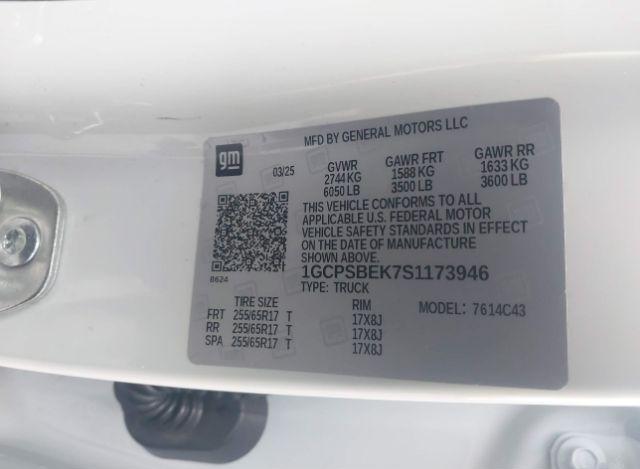 MFD BY GENERAL MOTORS LLC
gm
03/25
GVWR GAWR FRT GAWR RR
2744 KG 1588 KG 1633 KG
6050 LB 3500 LB 3600 LB
THIS VEHICLE CONFORMS TO ALL
APPLICABLE U.S. FEDERAL MOTOR
VEHICLE SAFETY STANDARDS IN EFFECT
ON THE DATE OF MANUFACTURE
SHOWN ABOVE.
8624
1GCPSBEK7S1173946
TYPE: TRUCK
TIRE SIZE RIM MODEL: 7614C43
FRT 255/65R17 T 17X8J
RR 255/65R17 T 17X8J
SPA 255/65R17 T 17X8J